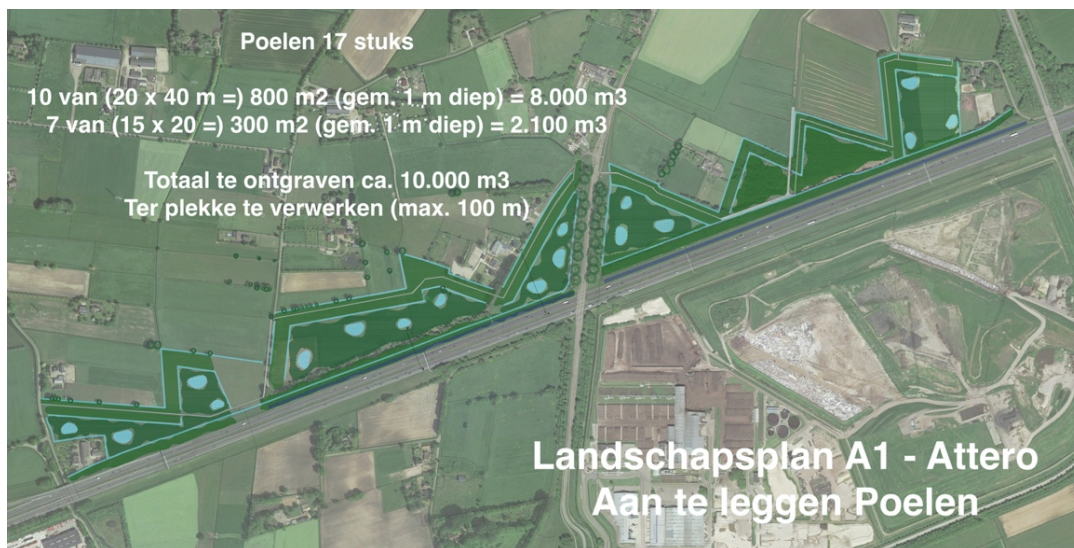 Poelen 17 stuks
10 van (20 x 40 m =) 800 m2 (gem. 1 m diep) = 8.000 m3
7 van (15 x 20 =) 300 m2 (gem. 1 m diep) = 2.100 m3
Totaal te ontgraven ca. 10.000 m3
Ter plekke te verwerken (max. 100 m)
Landschapsplan A1 - Attero
Aan te leggen Poelen